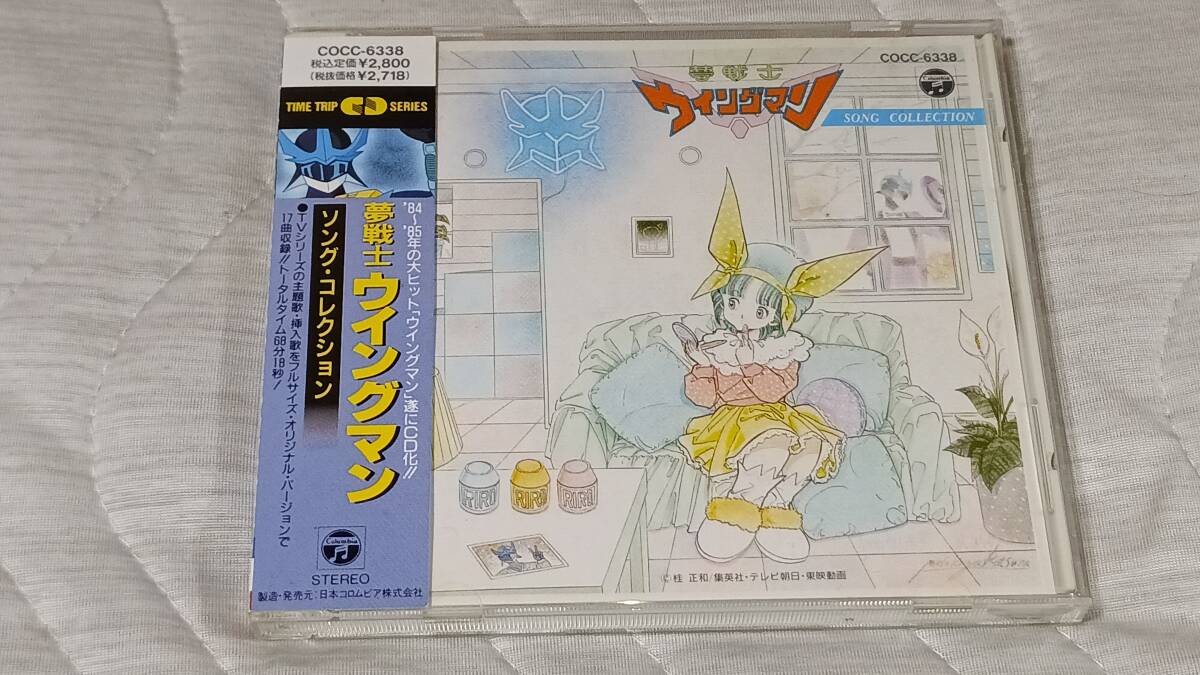 COCC-6338
税込定価¥2,800
(税抜価格¥2,718)
TIME TRIP CD SERIES
'84〜'85年の大ヒット「ウイングマン」遂にCD化!!
夢戦士ウイングマン
ソング・コレクション
●TVシリーズの主題歌・挿入歌をフルサイズ・オリジナル・バージョンで
17曲収録!!トータルタイム68分18秒!
Columbia
STEREO
製造・発売元:日本コロムビア株式会社
COCC-6338
Columbia
夢戦士
ウイングマン
SONG COLLECTION
RIRO
RIRO
RIRO
©桂 正和/集英社・テレビ朝日・東映動画